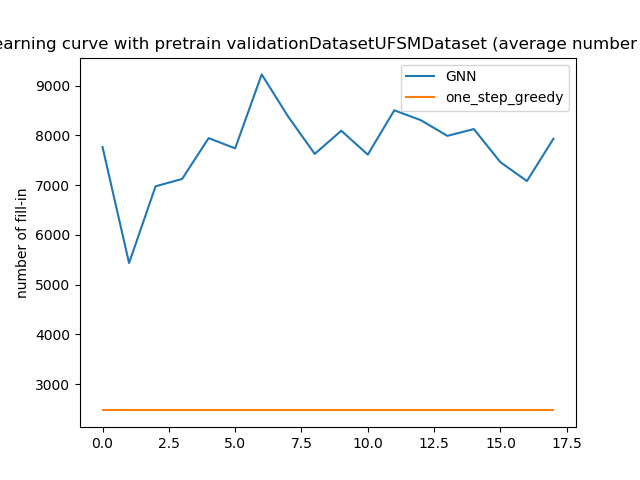 earning curve with pretrain validationDatasetUFSMDataset (average number
GNN
one_step_greedy
number of fill-in
9000
8000
7000
6000
5000
4000
3000
0.0 2.5 5.0 7.5 10.0 12.5 15.0 17.5